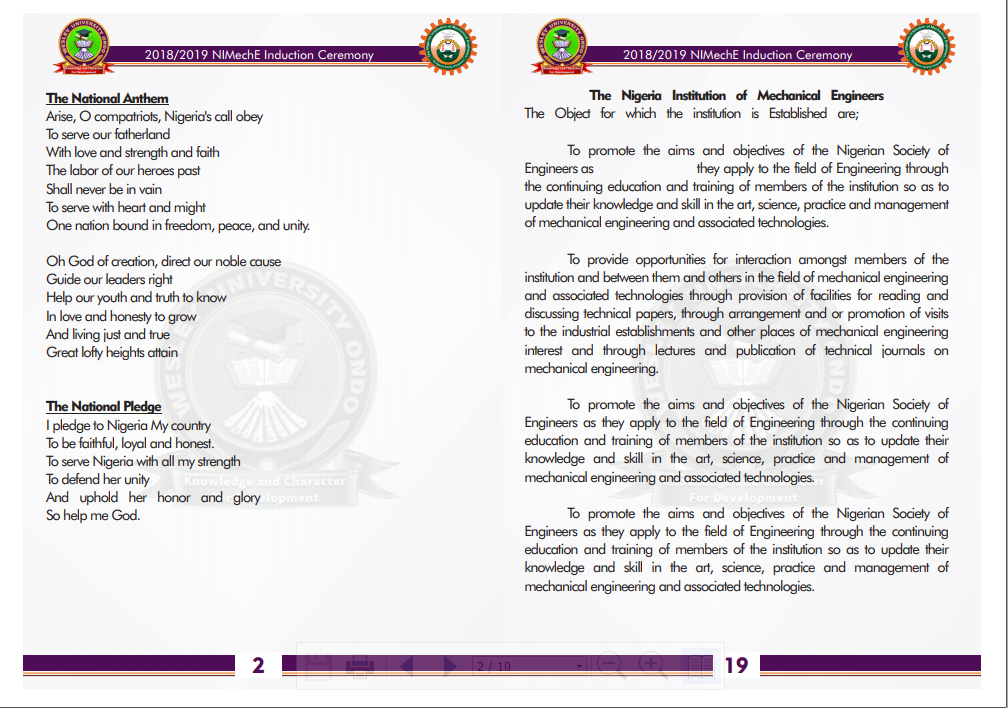 2018/2019 NIMechE Induction Ceremony
The National Anthem
Arise, O compatriots, Nigeria's call obey
To serve our fatherland
With love and strength and faith
The labor of our heroes past
Shall never be in vain
To serve with heart and might
One nation bound in freedom, peace, and unity.
Oh God of creation, direct our noble cause
Guide our leaders right
Help our youth and truth to know
In love and honesty to grow
And living just and true
Great lofty heights attain
The National Pledge
I pledge to Nigeria My country
To be faithful, loyal and honest.
To serve Nigeria with all my strength
To defend her unity
And uphold her honor and glory
So help me God.
WESLEY UNIVERSITY ONDO
Knowledge and Character
For Development
2
2018/2019 NIMechE Induction Ceremony
The Nigeria Institution of Mechanical Engineers
The Object for which the institution is Established are;
To promote the aims and objectives of the Nigerian Society of
Engineers as they apply to the field of Engineering through
the continuing education and training of members of the institution so as to
update their knowledge and skill in the art, science, practice and management
of mechanical engineering and associated technologies.
To provide opportunities for interaction amongst members of the
institution and between them and others in the field of mechanical engineering
and associated technologies through provision of facilities for reading and
discussing technical papers, through arrangement and or promotion of visits
to the industrial establishments and other places of mechanical engineering
interest and through lectures and publication of technical journals on
mechanical engineering.
To promote the aims and objectives of the Nigerian Society of
Engineers as they apply to the field of Engineering through the continuing
education and training of members of the institution so as to update their
knowledge and skill in the art, science, practice and management of
mechanical engineering and associated technologies.
To promote the aims and objectives of the Nigerian Society of
Engineers as they apply to the field of Engineering through the continuing
education and training of members of the institution so as to update their
knowledge and skill in the art, science, practice and management of
mechanical engineering and associated technologies.
Knowledge and Character
For Development
19
2 / 10